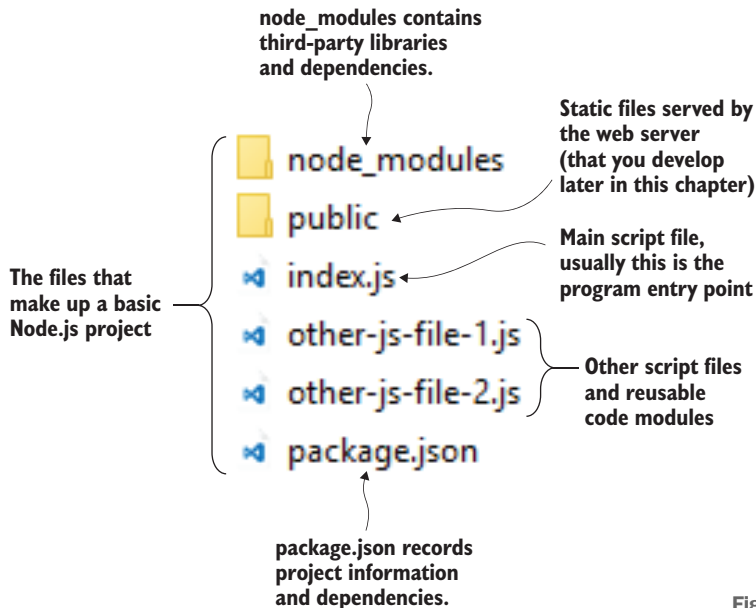 node_modules contains
third-party libraries
and dependencies.
Static files served by
the web server
(that you develop
later in this chapter)
node_modules
public
Main script file,
usually this is the
program entry point
index.js
The files that
make up a basic
Node.js project
other-js-file-1.js
other-js-file-2.js
Other script files
and reusable
code modules
package.json
package.json records
project information
and dependencies.